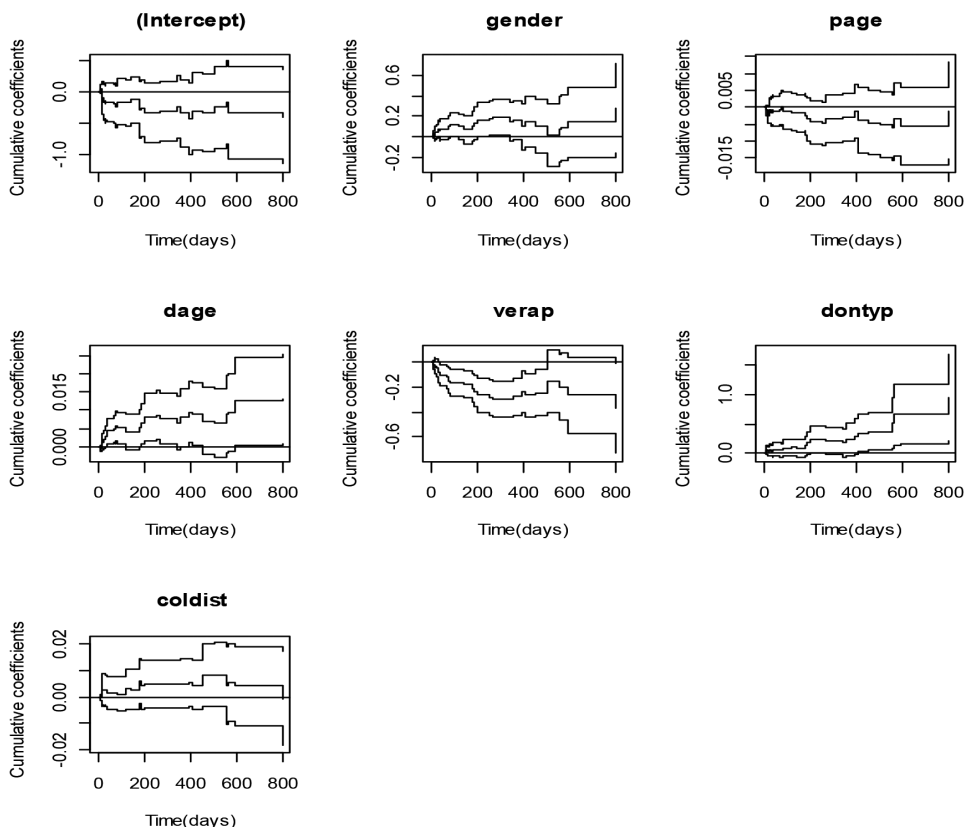 (Intercept)
Cumulative coefficients
0.0
-1.0
0 200 400 600 800
Time(days)
gender
Cumulative coefficients
0.6
0.2
-0.2
0 200 400 600 800
Time(days)
page
Cumulative coefficients
0.005
-0.015
0 200 400 600 800
Time(days)
dage
Cumulative coefficients
0.015
0.000
0 200 400 600 800
Time(days)
verap
Cumulative coefficients
-0.2
-0.6
0 200 400 600 800
Time(days)
dontyp
Cumulative coefficients
1.0
0.0
0 200 400 600 800
Time(days)
coldist
Cumulative coefficients
0.02
0.00
-0.02
0 200 400 600 800
Time(days)